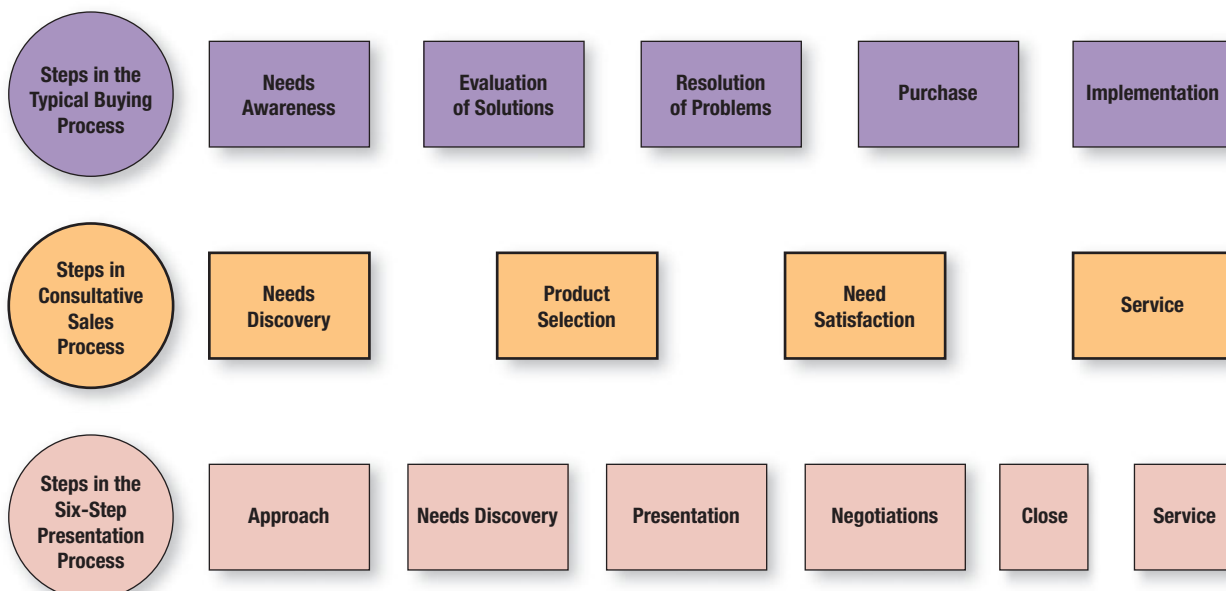 Steps in the
Typical Buying
Process
Needs
Awareness
Evaluation
of Solutions
Resolution
of Problems
Purchase
Implementation
Steps in
Consultative
Sales
Process
Needs
Discovery
Product
Selection
Need
Satisfaction
Service
Steps in the
Six-Step
Presentation
Process
Approach
Needs Discovery
Presentation
Negotiations
Close
Service